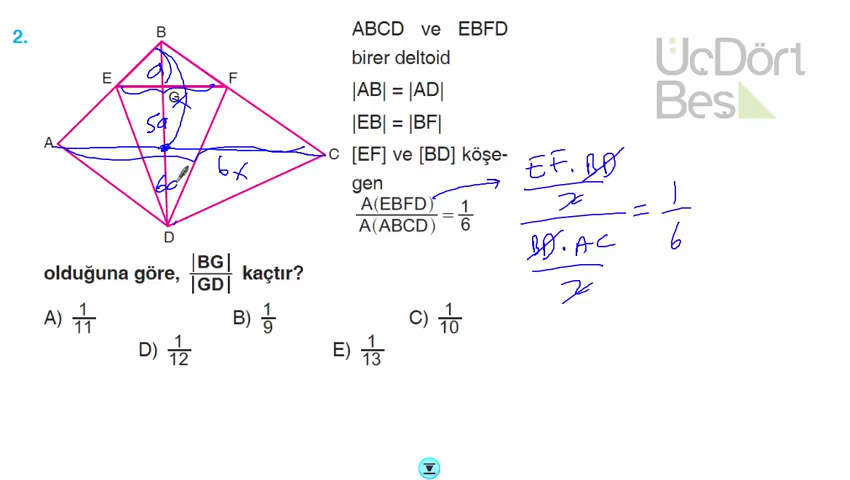 2.
ABCD ve EBFD
birer deltoid
|AB| = |AD|
|EB| = |BF|
[EF] ve [BD] köşe-
gen
A(EBFD)
A(ABCD)
= 1/6
olduğuna göre, |BG|/|GD| kaçtır?
A) 1/11
B) 1/9
C) 1/10
D) 1/12
E) 1/13
B
E
F
G
A
C
D
a
5a
x
6x
EF.BD
2
BD.AC
2
= 1/6
ÜçDört
Beş